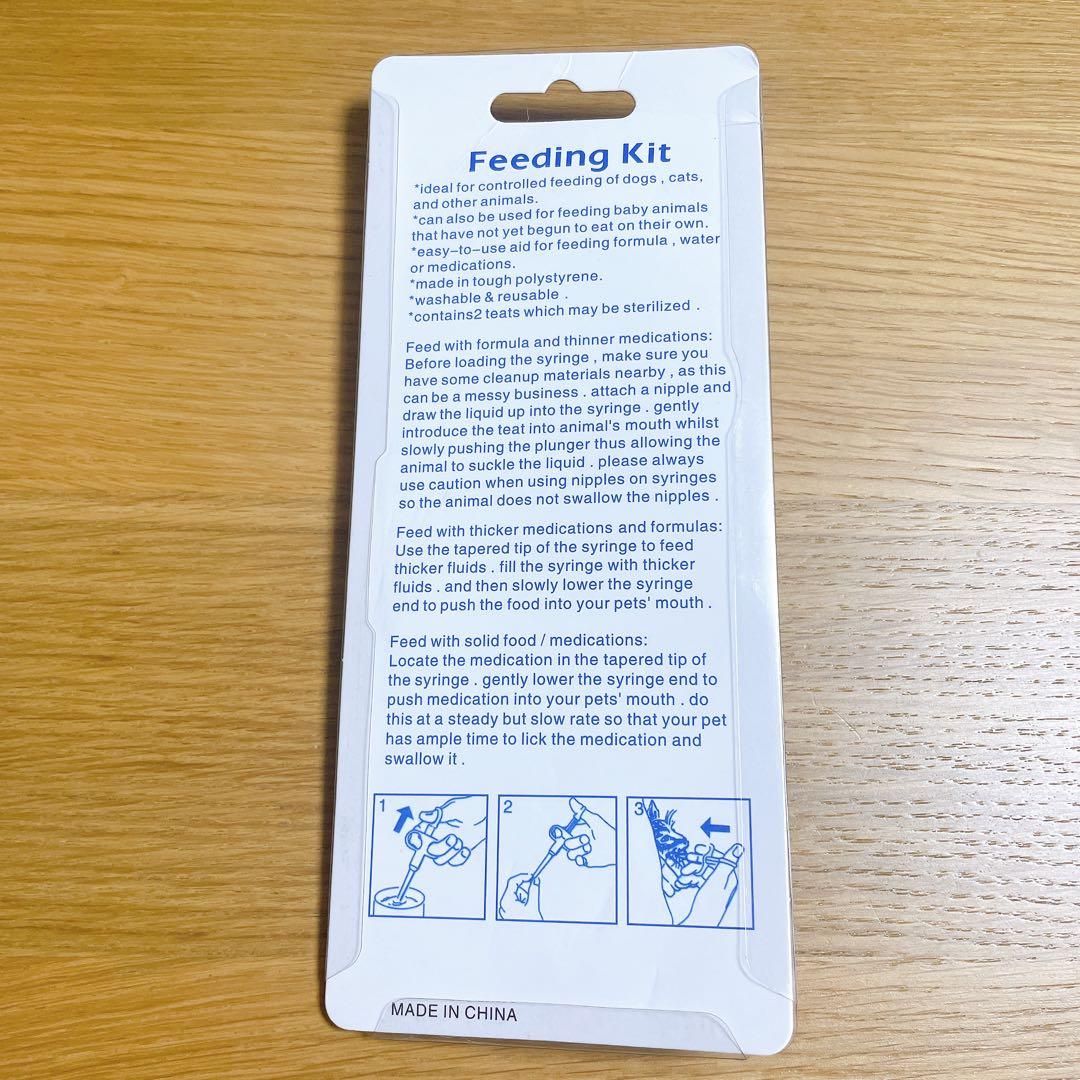 Feeding Kit
*ideal for controlled feeding of dogs , cats,
and other animals.
*can also be used for feeding baby animals
that have not yet begun to eat on their own.
*easy-to-use aid for feeding formula , water
or medications.
*made in tough polystyrene.
*washable & reusable .
*contains2 teats which may be sterilized .
Feed with formula and thinner medications:
Before loading the syringe , make sure you
have some cleanup materials nearby , as this
can be a messy business . attach a nipple and
draw the liquid up into the syringe . gently
introduce the teat into animal's mouth whilst
slowly pushing the plunger thus allowing the
animal to suckle the liquid . please always
use caution when using nipples on syringes
so the animal does not swallow the nipples .
Feed with thicker medications and formulas:
Use the tapered tip of the syringe to feed
thicker fluids . fill the syringe with thicker
fluids . and then slowly lower the syringe
end to push the food into your pets' mouth .
Feed with solid food / medications:
Locate the medication in the tapered tip of
the syringe . gently lower the syringe end to
push medication into your pets' mouth . do
this at a steady but slow rate so that your pet
has ample time to lick the medication and
swallow it .
1
2
3
MADE IN CHINA